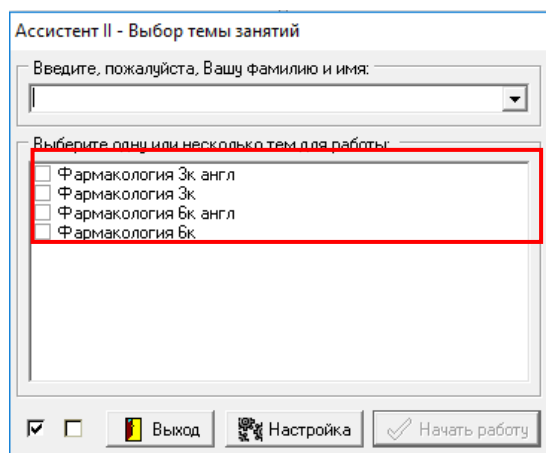 Ассистент II - Выбор темы занятий
Введите, пожалуйста, Вашу фамилию и имя:
Выберите одну или несколько тем для работы:
Фармакология 3к англ
Фармакология 3к
Фармакология 6к англ
Фармакология 6к
Выход Настройка Начать работу